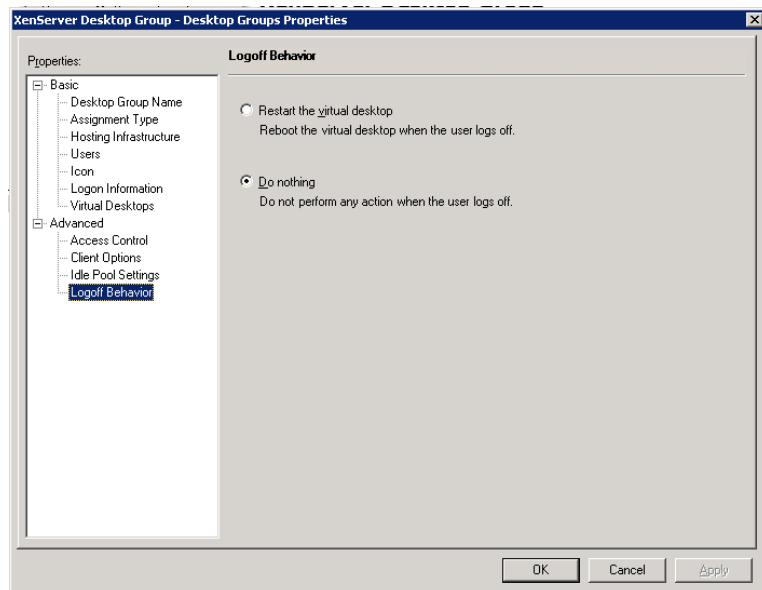 XenServer Desktop Group - Desktop Groups Properties
Properties:
Basic
Desktop Group Name
Assignment Type
Hosting Infrastructure
Users
Icon
Logon Information
Virtual Desktops
Advanced
Access Control
Client Options
Idle Pool Settings
Logoff Behavior
Logoff Behavior
Restart the virtual desktop
Reboot the virtual desktop when the user logs off.
Do nothing
Do not perform any action when the user logs off.
OK
Cancel
Apply